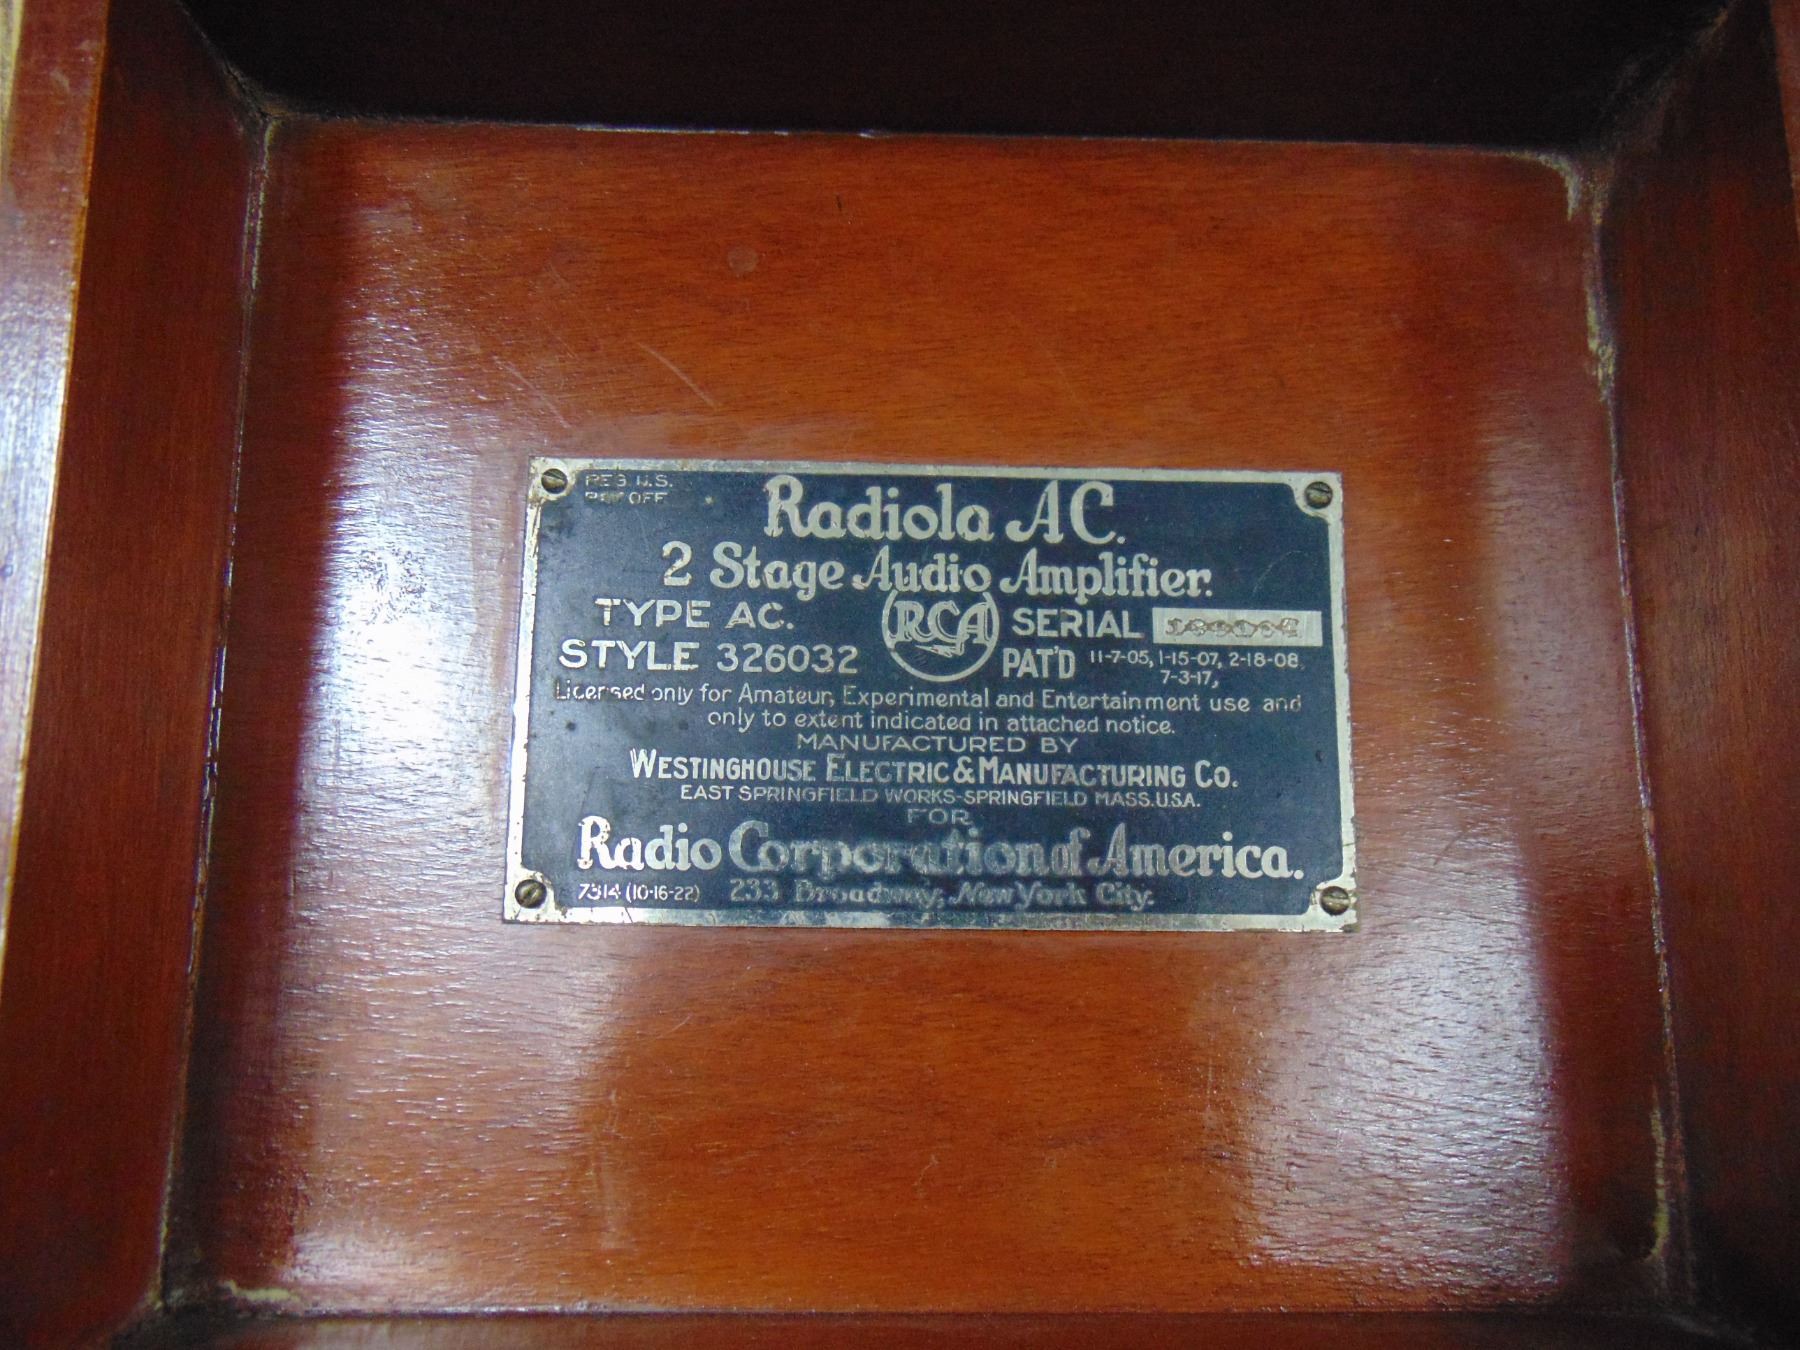 REG. U.S.
PAT OFF
Radiola AC.
2 Stage Audio Amplifier.
TYPE AC. RCA SERIAL
STYLE 326032 PAT'D 11-7-05, 1-15-07, 2-18-08,
7-3-17,
Licensed only for Amateur, Experimental and Entertainment use and
only to extent indicated in attached notice.
MANUFACTURED BY
WESTINGHOUSE ELECTRIC & MANUFACTURING CO.
EAST SPRINGFIELD WORKS-SPRINGFIELD MASS. U.S.A.
FOR
Radio Corporation of America.
7314 (10-16-22) 233 Broadway, New York City.